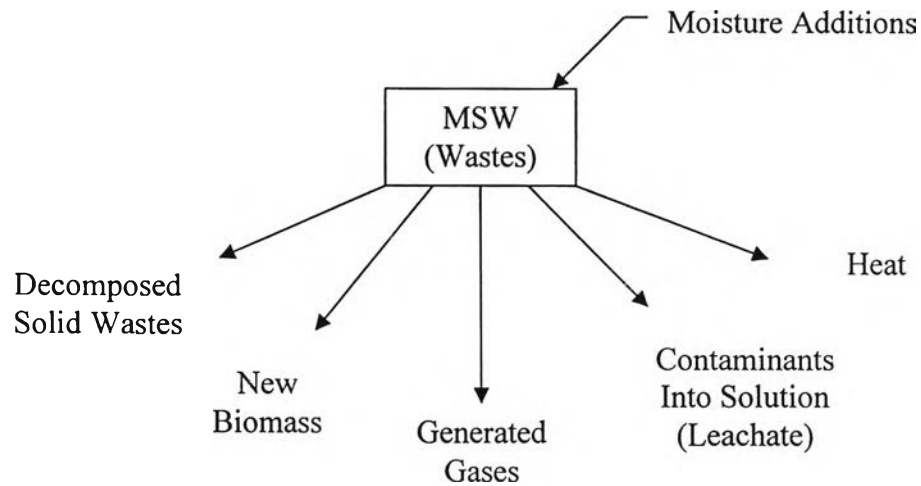 Moisture Additions
MSW
(Wastes)
Decomposed
Solid Wastes
New
Biomass
Generated
Gases
Contaminants
Into Solution
(Leachate)
Heat